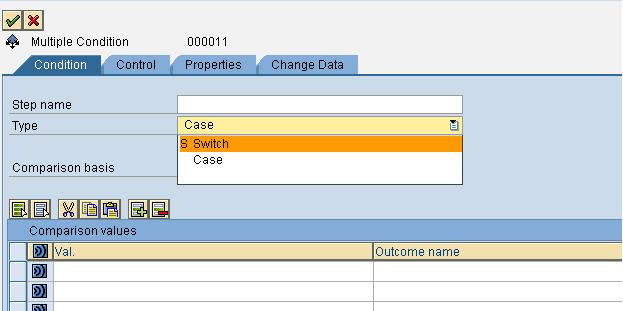 Multiple Condition 000011
Condition Control Properties Change Data
Step name
Type Case
S Switch
Case
Comparison basis
Comparison values
Val. Outcome name